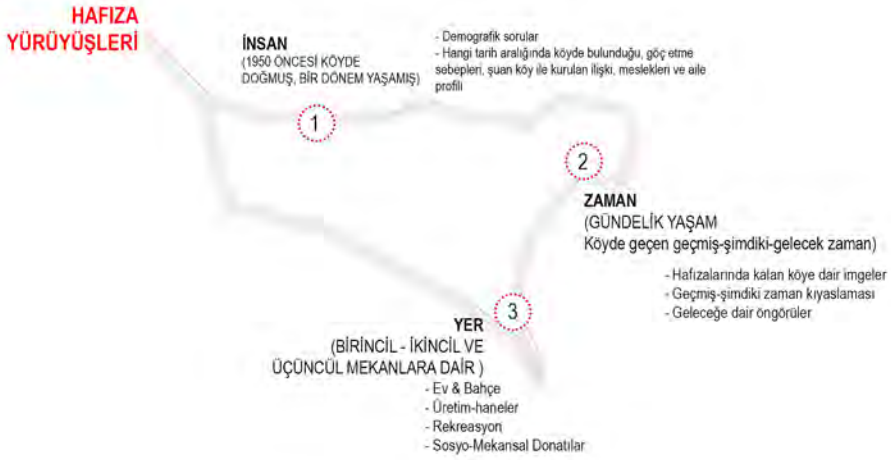 HAFIZA
YÜRÜYÜŞLERİ
İNSAN
(1950 ÖNCESİ KÖYDE
DOĞMUŞ, BİR DÖNEM YAŞAMIŞ)
- Demografik sorular
- Hangi tarih aralığında köyde bulunduğu, göç etme
sebepleri, şuan köy ile kurulan ilişki, meslekleri ve aile
profili
1
2
ZAMAN
(GÜNDELİK YAŞAM
Köyde geçen geçmiş-şimdiki-gelecek zaman)
- Hafızalarında kalan köye dair imgeler
- Geçmiş-şimdiki zaman kıyaslaması
- Geleceğe dair öngörüler
3
YER
(BİRİNCİL - İKİNCİL VE
ÜÇÜNCÜL MEKANLARA DAİR )
- Ev & Bahçe
- Üretim-haneler
- Rekreasyon
- Sosyo-Mekansal Donatılar